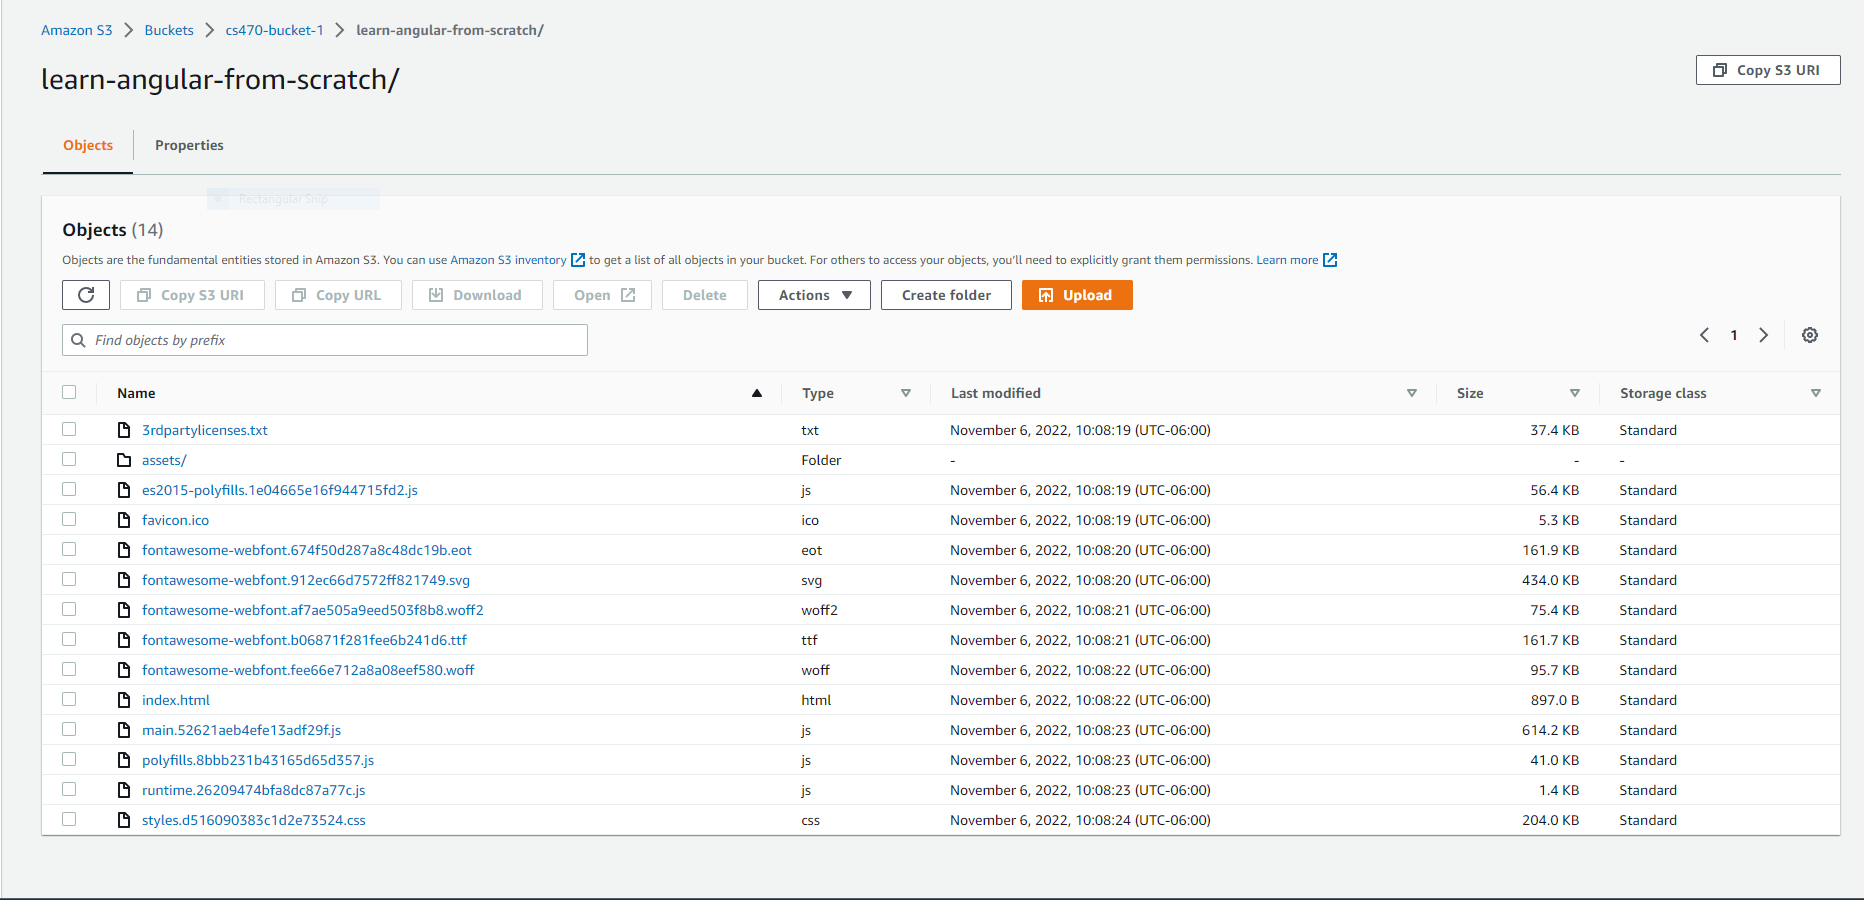 Amazon S3 > Buckets > cs470-bucket-1 > learn-angular-from-scratch/
learn-angular-from-scratch/
Copy S3 URI
Objects Properties
Rectangular Snip
Objects (14)
Objects are the fundamental entities stored in Amazon S3. You can use Amazon S3 inventory to get a list of all objects in your bucket. For others to access your objects, you'll need to explicitly grant them permissions. Learn more
Copy S3 URI Copy URL Download Open Delete Actions Create folder Upload
Find objects by prefix
1
Name Type Last modified Size Storage class
3rdpartylicenses.txt txt November 6, 2022, 10:08:19 (UTC-06:00) 37.4 KB Standard
assets/ Folder - - -
es2015-polyfills.1e04665e16f944715fd2.js js November 6, 2022, 10:08:19 (UTC-06:00) 56.4 KB Standard
favicon.ico ico November 6, 2022, 10:08:19 (UTC-06:00) 5.3 KB Standard
fontawesome-webfont.674f50d287a8c48dc19b.eot eot November 6, 2022, 10:08:20 (UTC-06:00) 161.9 KB Standard
fontawesome-webfont.912ec66d7572ff821749.svg svg November 6, 2022, 10:08:20 (UTC-06:00) 434.0 KB Standard
fontawesome-webfont.af7ae505a9eed503f8b8.woff2 woff2 November 6, 2022, 10:08:21 (UTC-06:00) 75.4 KB Standard
fontawesome-webfont.b06871f281fee6b241d6.ttf ttf November 6, 2022, 10:08:21 (UTC-06:00) 161.7 KB Standard
fontawesome-webfont.fee66e712a8a08eef580.woff woff November 6, 2022, 10:08:22 (UTC-06:00) 95.7 KB Standard
index.html html November 6, 2022, 10:08:22 (UTC-06:00) 897.0 B Standard
main.52621aeb4efe13adf29f.js js November 6, 2022, 10:08:23 (UTC-06:00) 614.2 KB Standard
polyfills.8bbb231b43165d65d357.js js November 6, 2022, 10:08:23 (UTC-06:00) 41.0 KB Standard
runtime.26209474bfa8dc87a77c.js js November 6, 2022, 10:08:23 (UTC-06:00) 1.4 KB Standard
styles.d516090383c1d2e73524.css css November 6, 2022, 10:08:24 (UTC-06:00) 204.0 KB Standard